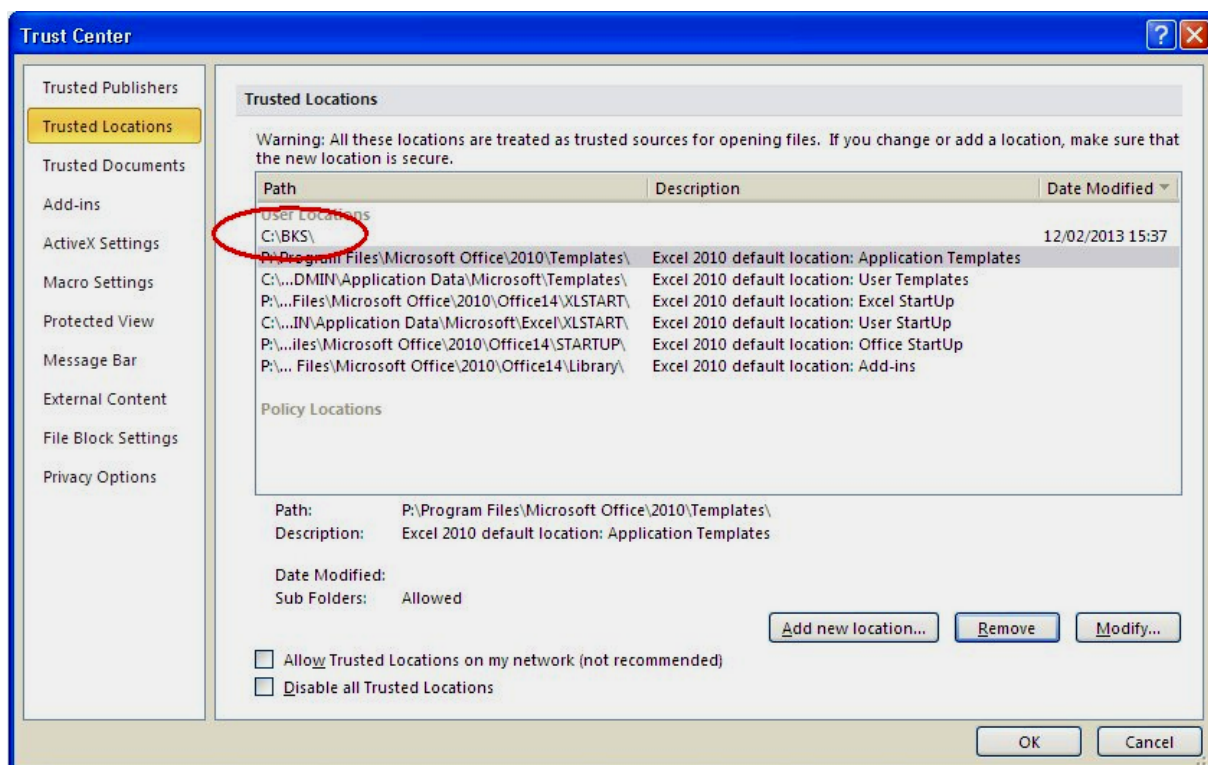 Trust Center
Trusted Publishers
Trusted Locations
Trusted Documents
Add-ins
ActiveX Settings
Macro Settings
Protected View
Message Bar
External Content
File Block Settings
Privacy Options
Trusted Locations
Warning: All these locations are treated as trusted sources for opening files. If you change or add a location, make sure that
the new location is secure.
Path Description Date Modified
User Locations
C:\BKS\ 12/02/2013 15:37
P:\Program Files\Microsoft Office\2010\Templates\ Excel 2010 default location: Application Templates
C:\...DMIN\Application Data\Microsoft\Templates\ Excel 2010 default location: User Templates
P:\...Files\Microsoft Office\2010\Office14\XLSTART\ Excel 2010 default location: Excel StartUp
C:\...IN\Application Data\Microsoft\Excel\XLSTART\ Excel 2010 default location: User StartUp
P:\...iles\Microsoft Office\2010\Office14\STARTUP\ Excel 2010 default location: Office StartUp
P:\... Files\Microsoft Office\2010\Office14\Library\ Excel 2010 default location: Add-ins
Policy Locations
Path: P:\Program Files\Microsoft Office\2010\Templates\
Description: Excel 2010 default location: Application Templates
Date Modified:
Sub Folders: Allowed
Add new location... Remove Modify...
Allow Trusted Locations on my network (not recommended)
Disable all Trusted Locations
OK Cancel